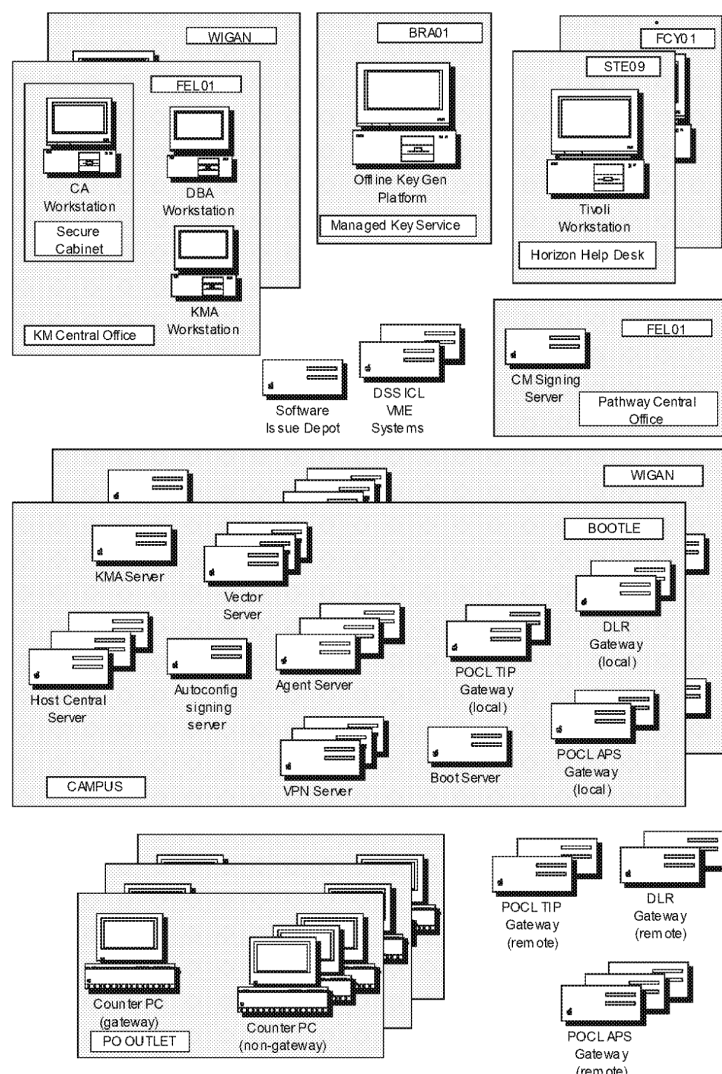 WIGAN
FEL01
CA
Workstation
Secure
Cabinet
DBA
Workstation
KMA
Workstation
KM Central Office
BRA01
Offline KeyGen
Platform
Managed Key Service
FCY01
STE09
Tivoli
Workstation
Horizon Help Desk
Software
Issue Depot
DSS ICL
VME
Systems
FEL01
CM Signing
Server
Pathway Central
Office
WIGAN
BOOTLE
KMA Server
Vector
Server
DLR
Gateway
(local)
Host Central
Server
Autoconfig
signing
server
Agent Server
POCL TIP
Gateway
(local)
VPN Server
Boot Server
POCL APS
Gateway
(local)
CAMPUS
Counter PC
(gateway)
Counter PC
(non-gateway)
PO OUTLET
POCL TIP
Gateway
(remote)
DLR
Gateway
(remote)
POCL APS
Gateway
(remote)